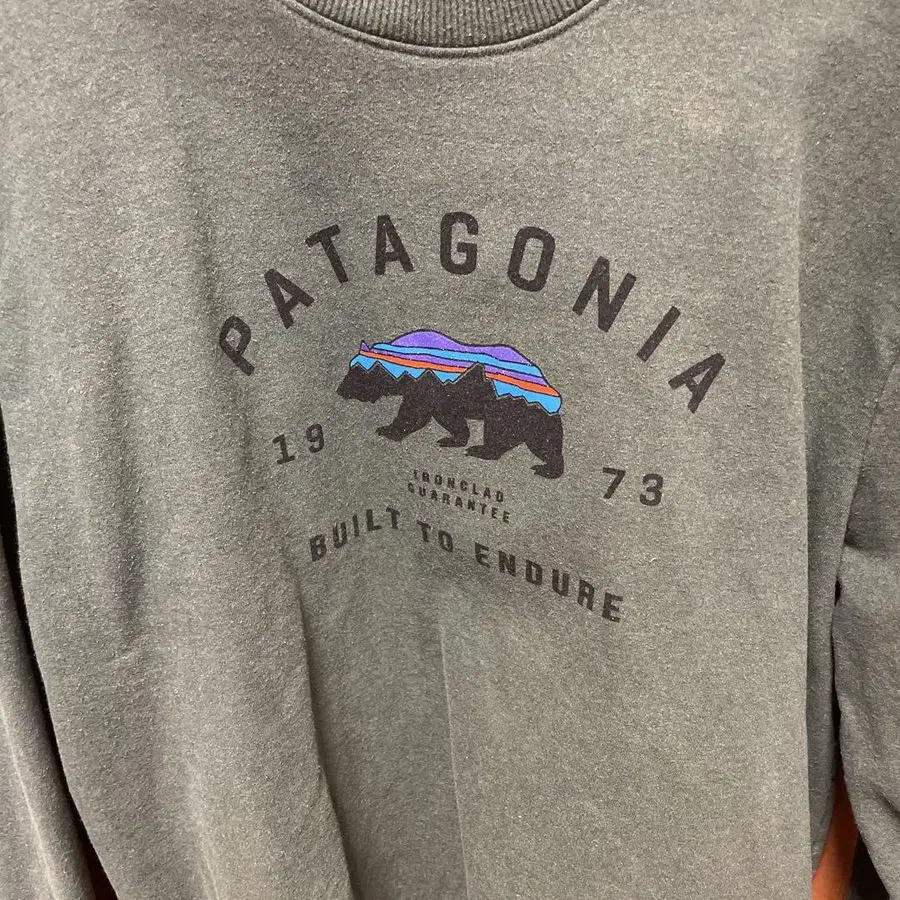 PATAGONIA
19 73
IRONCLAD
GUARANTEE
BUILT TO ENDURE